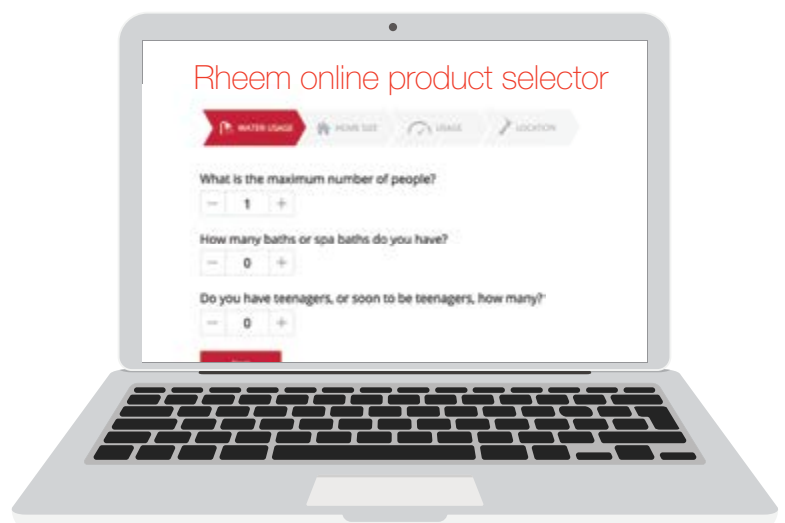 Rheem online product selector
WATER USAGE HOME SIZE USAGE LOCATION
What is the maximum number of people?
− 1 +
How many baths or spa baths do you have?
− 0 +
Do you have teenagers, or soon to be teenagers, how many?
− 0 +